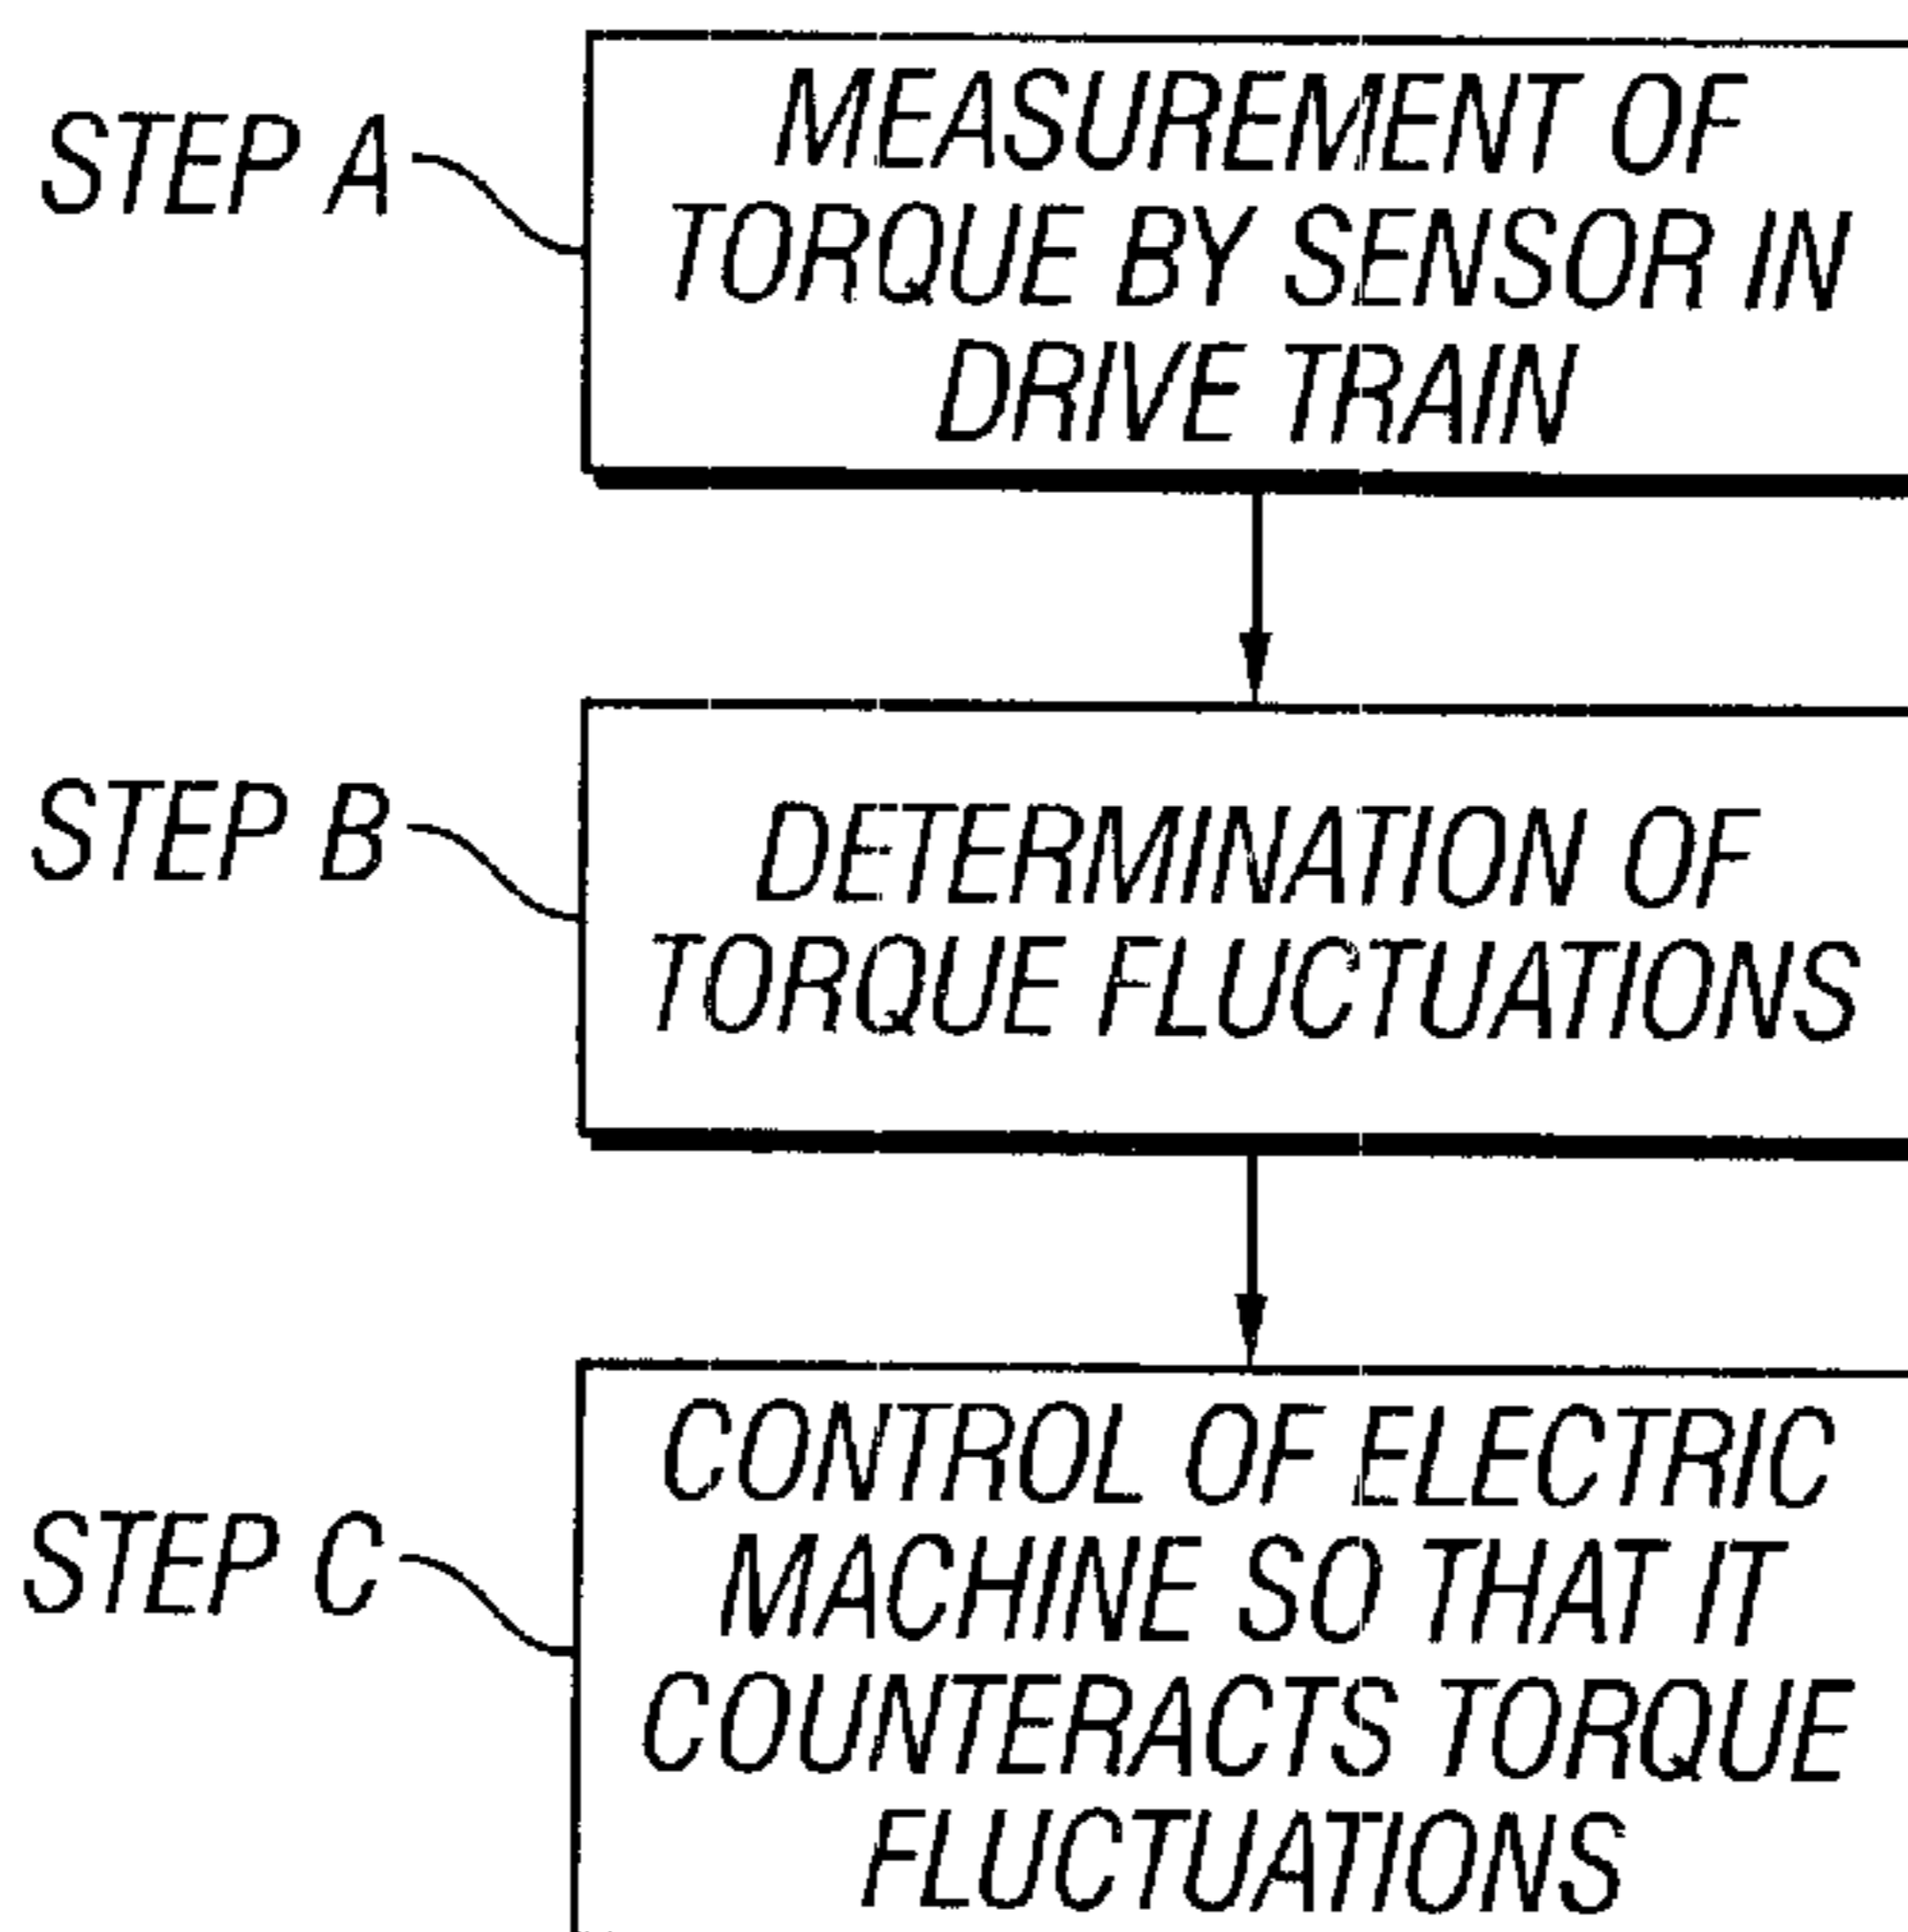 STEP A
MEASUREMENT OF
TORQUE BY SENSOR IN
DRIVE TRAIN
STEP B
DETERMINATION OF
TORQUE FLUCTUATIONS
STEP C
CONTROL OF ELECTRIC
MACHINE SO THAT IT
COUNTERACTS TORQUE
FLUCTUATIONS